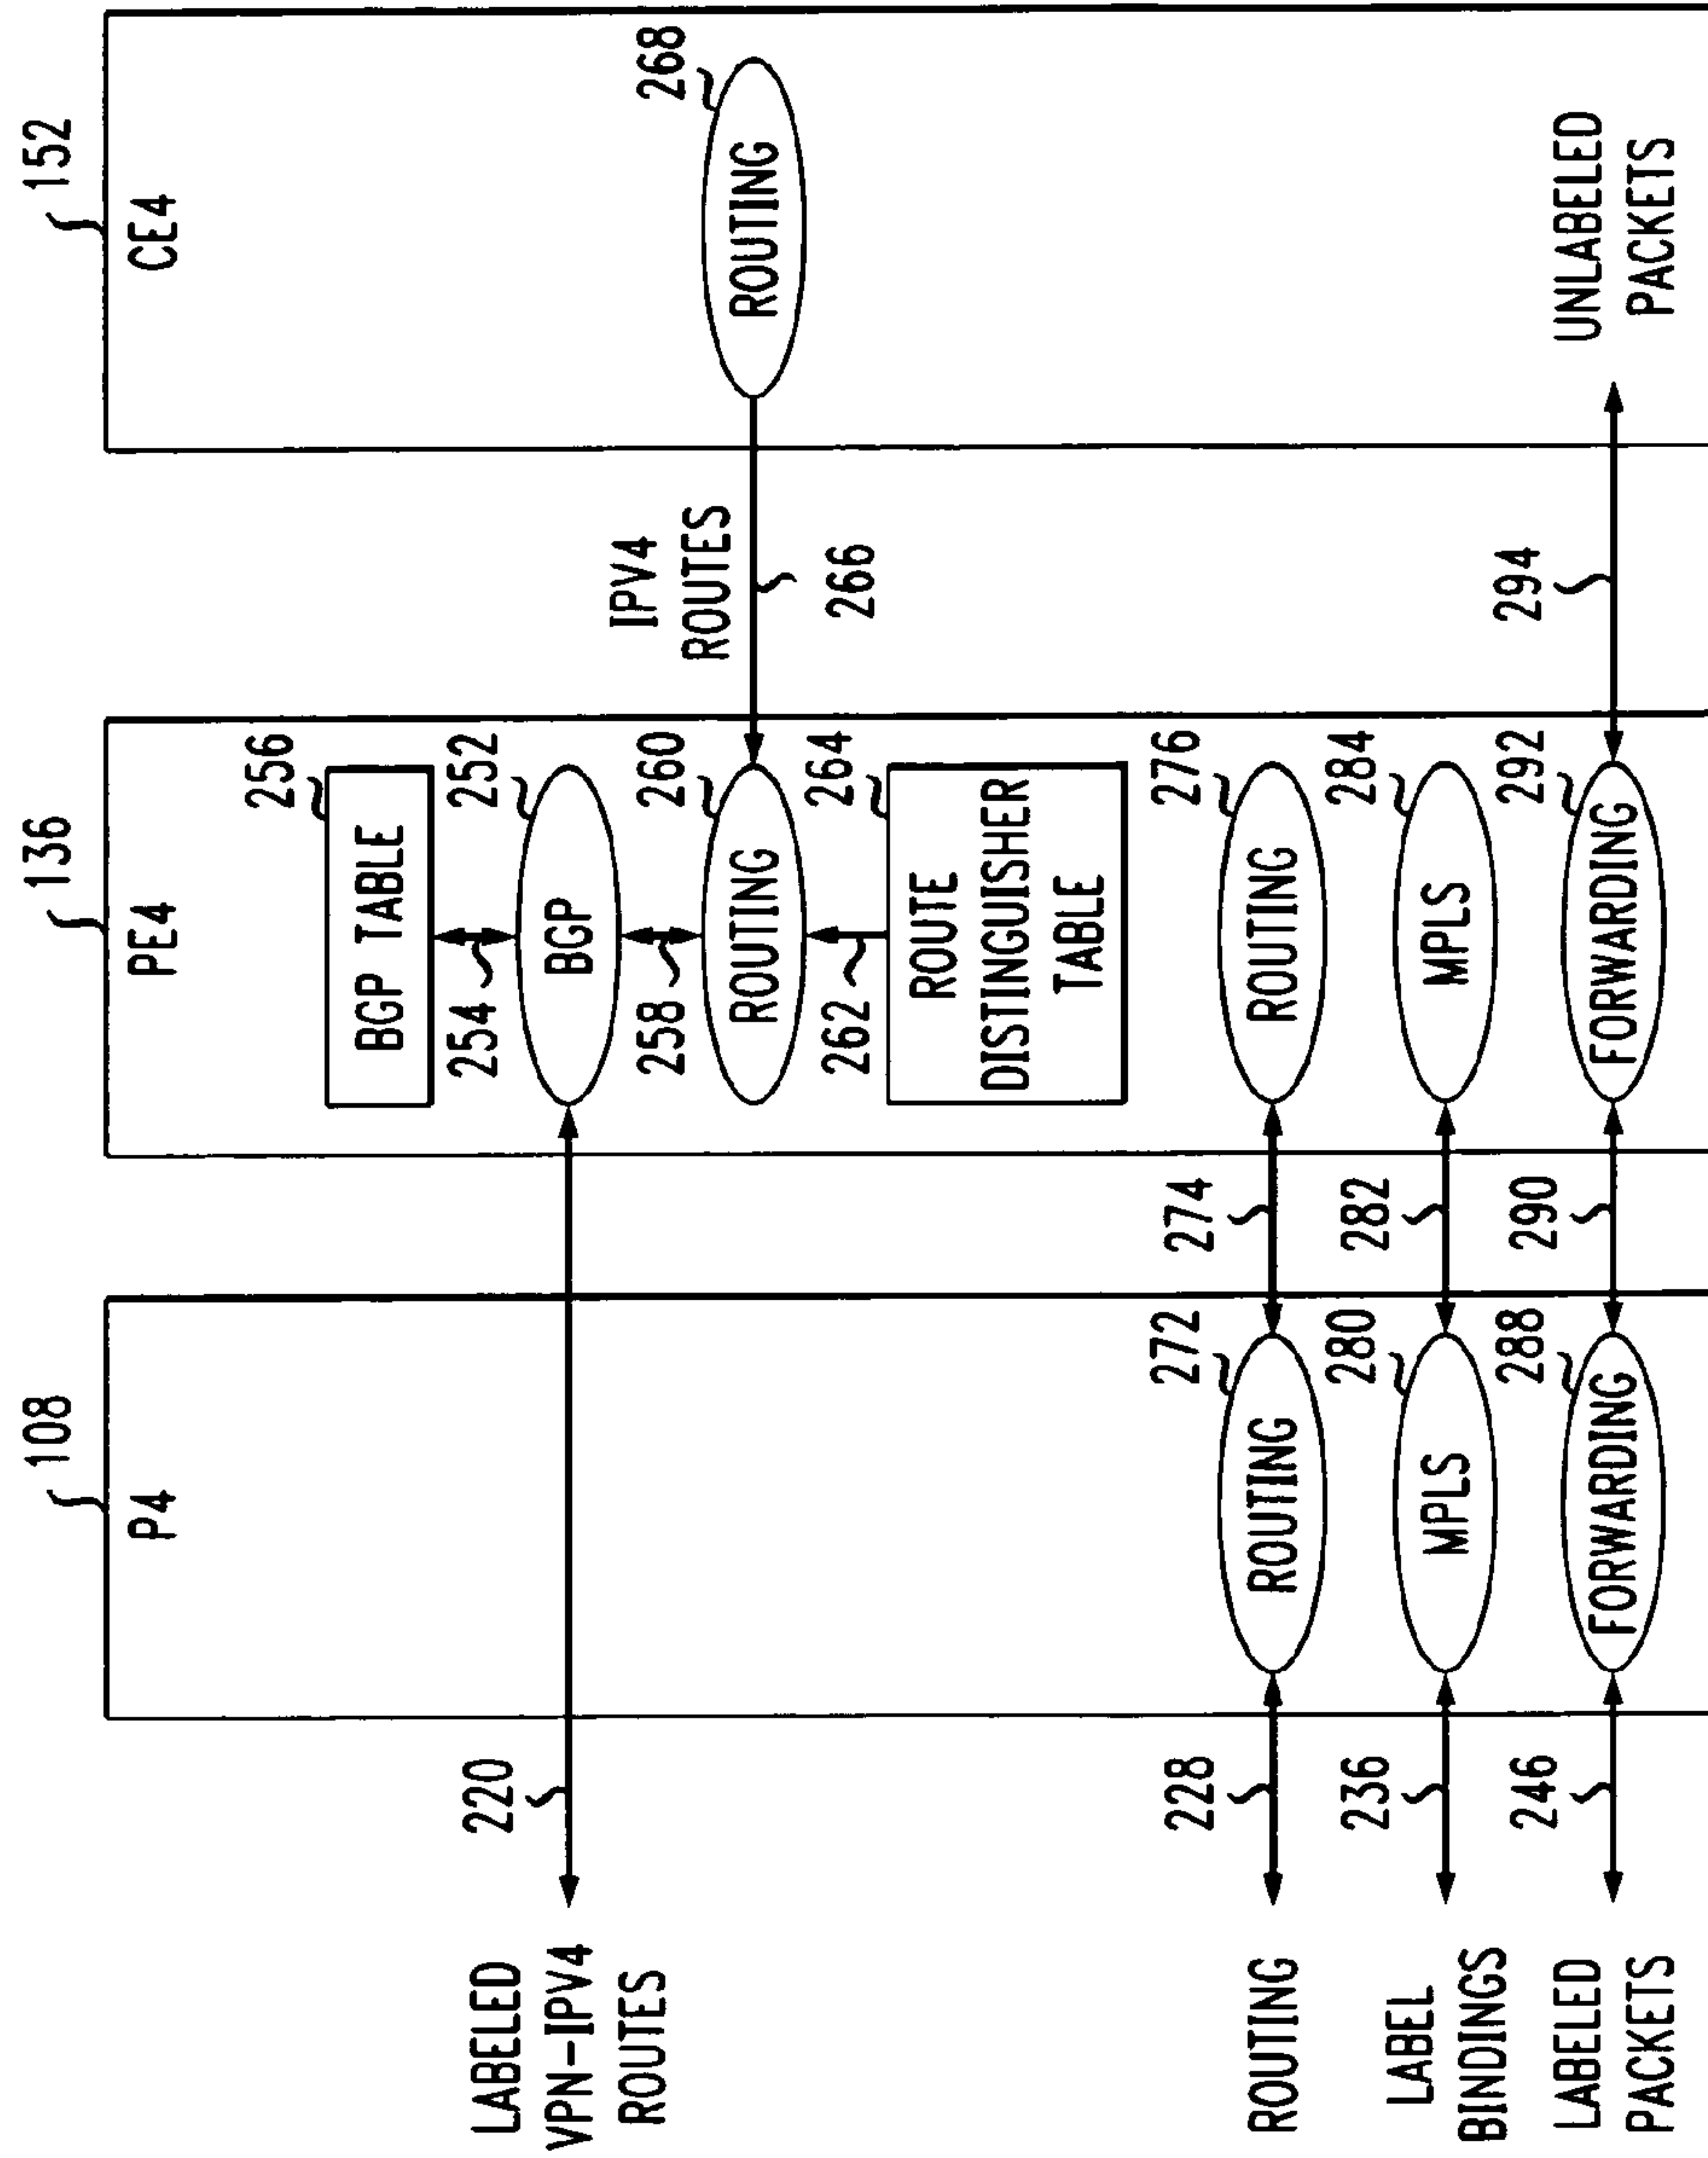 108
136
152
P4
PE4
CE4
256
BGP TABLE
254
252
220
BGP
LABELED
VPN-IPV4
ROUTES
258
260
ROUTING
IPV4
ROUTES
266
268
ROUTING
262
264
ROUTE
DISTINGUISHER
TABLE
ROUTING
228
272
ROUTING
274
276
ROUTING
LABEL
BINDINGS
236
280
MPLS
282
284
MPLS
LABELED
PACKETS
246
288
FORWARDING
290
292
FORWARDING
294
UNLABELED
PACKETS